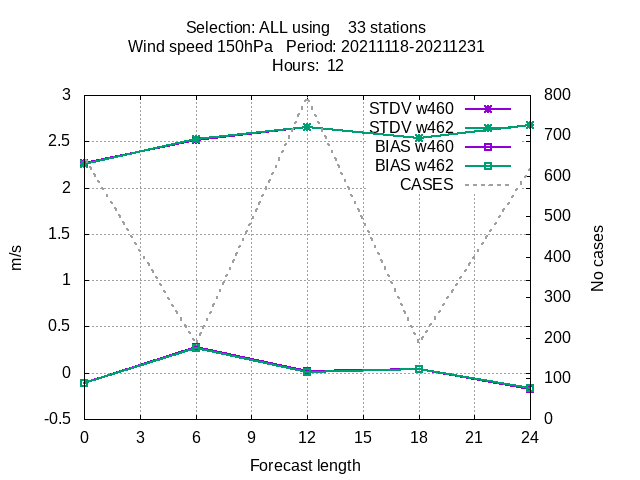 Selection: ALL using    33 stations
Wind speed 150hPa   Period: 20211118-20211231
Hours:  12
3
2.5
2
1.5
1
0.5
0
-0.5
m/s
STDV w460
STDV w462
BIAS w460
BIAS w462
CASES
800
700
600
500
400
300
200
100
0
No cases
0 3 6 9 12 15 18 21 24
Forecast length